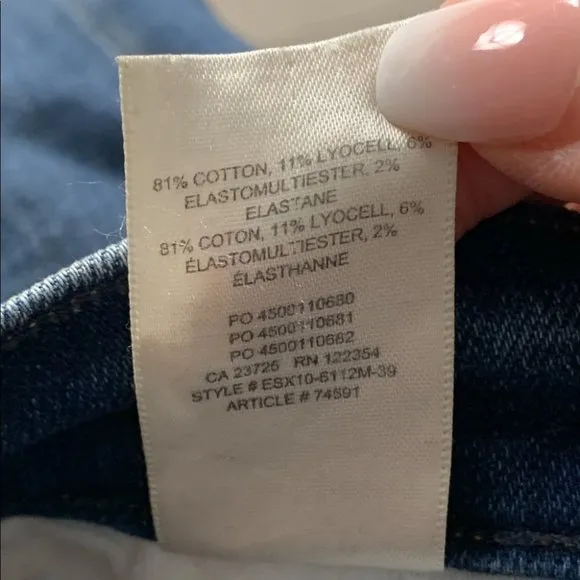 81% COTTON, 11% LYOCELL, 6%
ELASTOMULTIESTER, 2%
ELASTANE
81% COTON, 11% LYOCELL, 6%
ÉLASTOMULTIESTER, 2%
ÉLASTHANNE
PO 4500110680
PO 4500110681
PO 4500110682
CA 23725 RN 122354
STYLE # ESX10-6112M-39
ARTICLE # 74591